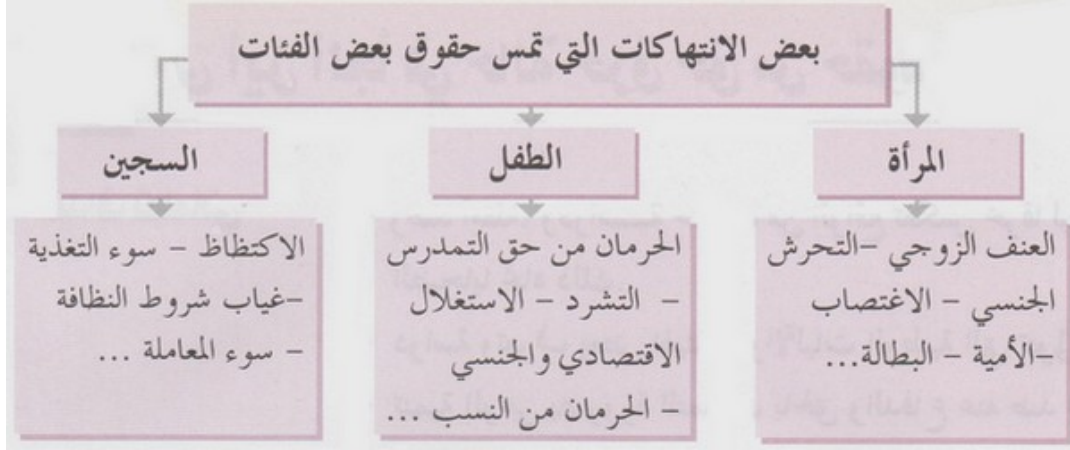 بعض الانتهاكات التي تمس حقوق بعض الفئات
المرأة
العنف الزوجي –التحرش
الجنسي – الاغتصاب
–الأمية – البطالة...
الطفل
الحرمان من حق التمدرس
– التشرد – الاستغلال
الاقتصادي والجنسي
– الحرمان من النسب ...
السجين
الاكتظاظ – سوء التغذية
–غياب شروط النظافة
– سوء المعاملة ...